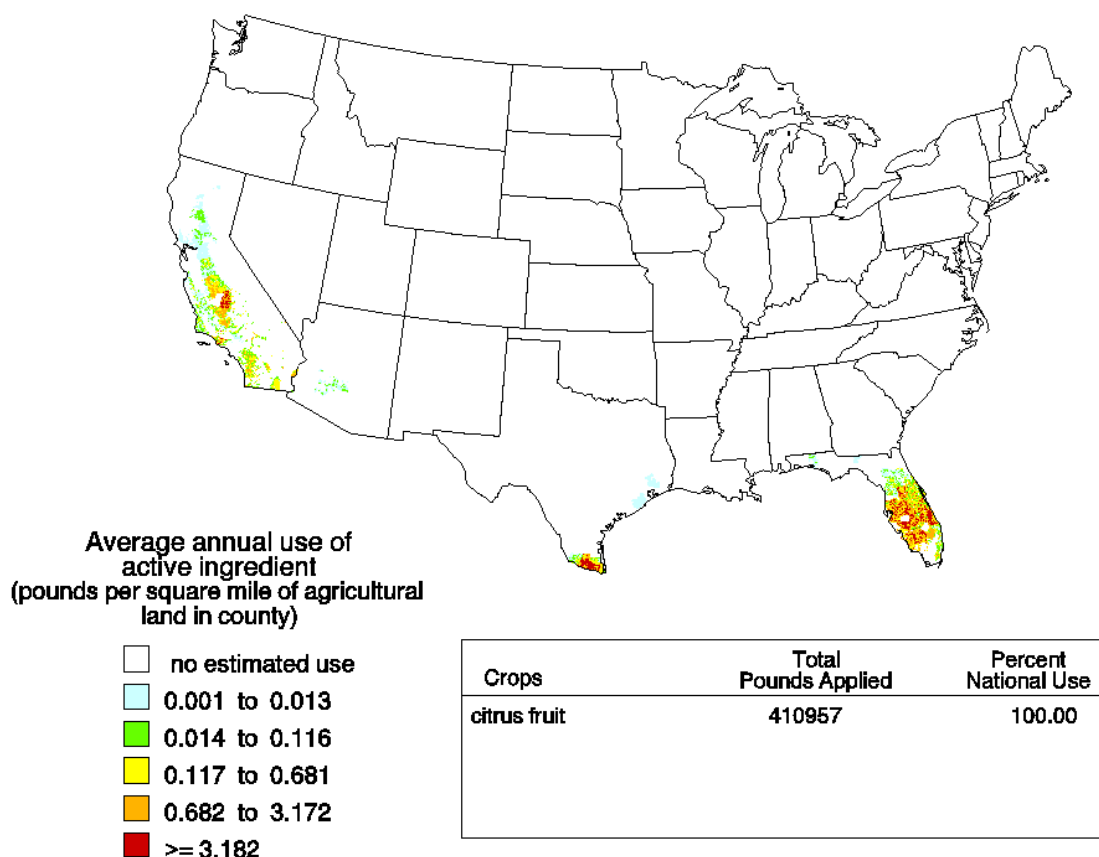 Average annual use of
active ingredient
(pounds per square mile of agricultural
land in county)
no estimated use
0.001 to 0.013
0.014 to 0.116
0.117 to 0.681
0.682 to 3.172
>= 3.182
Crops Total Pounds Applied Percent National Use
citrus fruit 410957 100.00